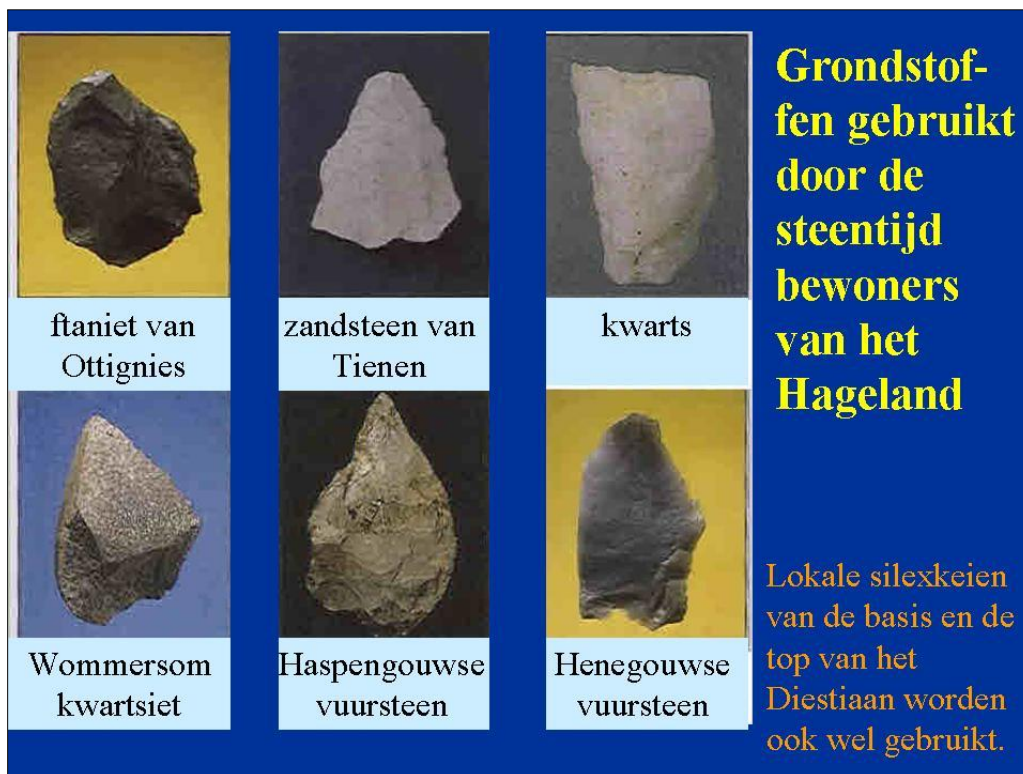 Grondstof-
fen gebruikt
door de
steentijd
bewoners
van het
Hageland
ftaniet van
Ottignies
zandsteen van
Tienen
kwarts
Wommersom
kwartsiet
Haspengouwse
vuursteen
Henegouwse
vuursteen
Lokale silexkeien
van de basis en de
top van het
Diestiaan worden
ook wel gebruikt.